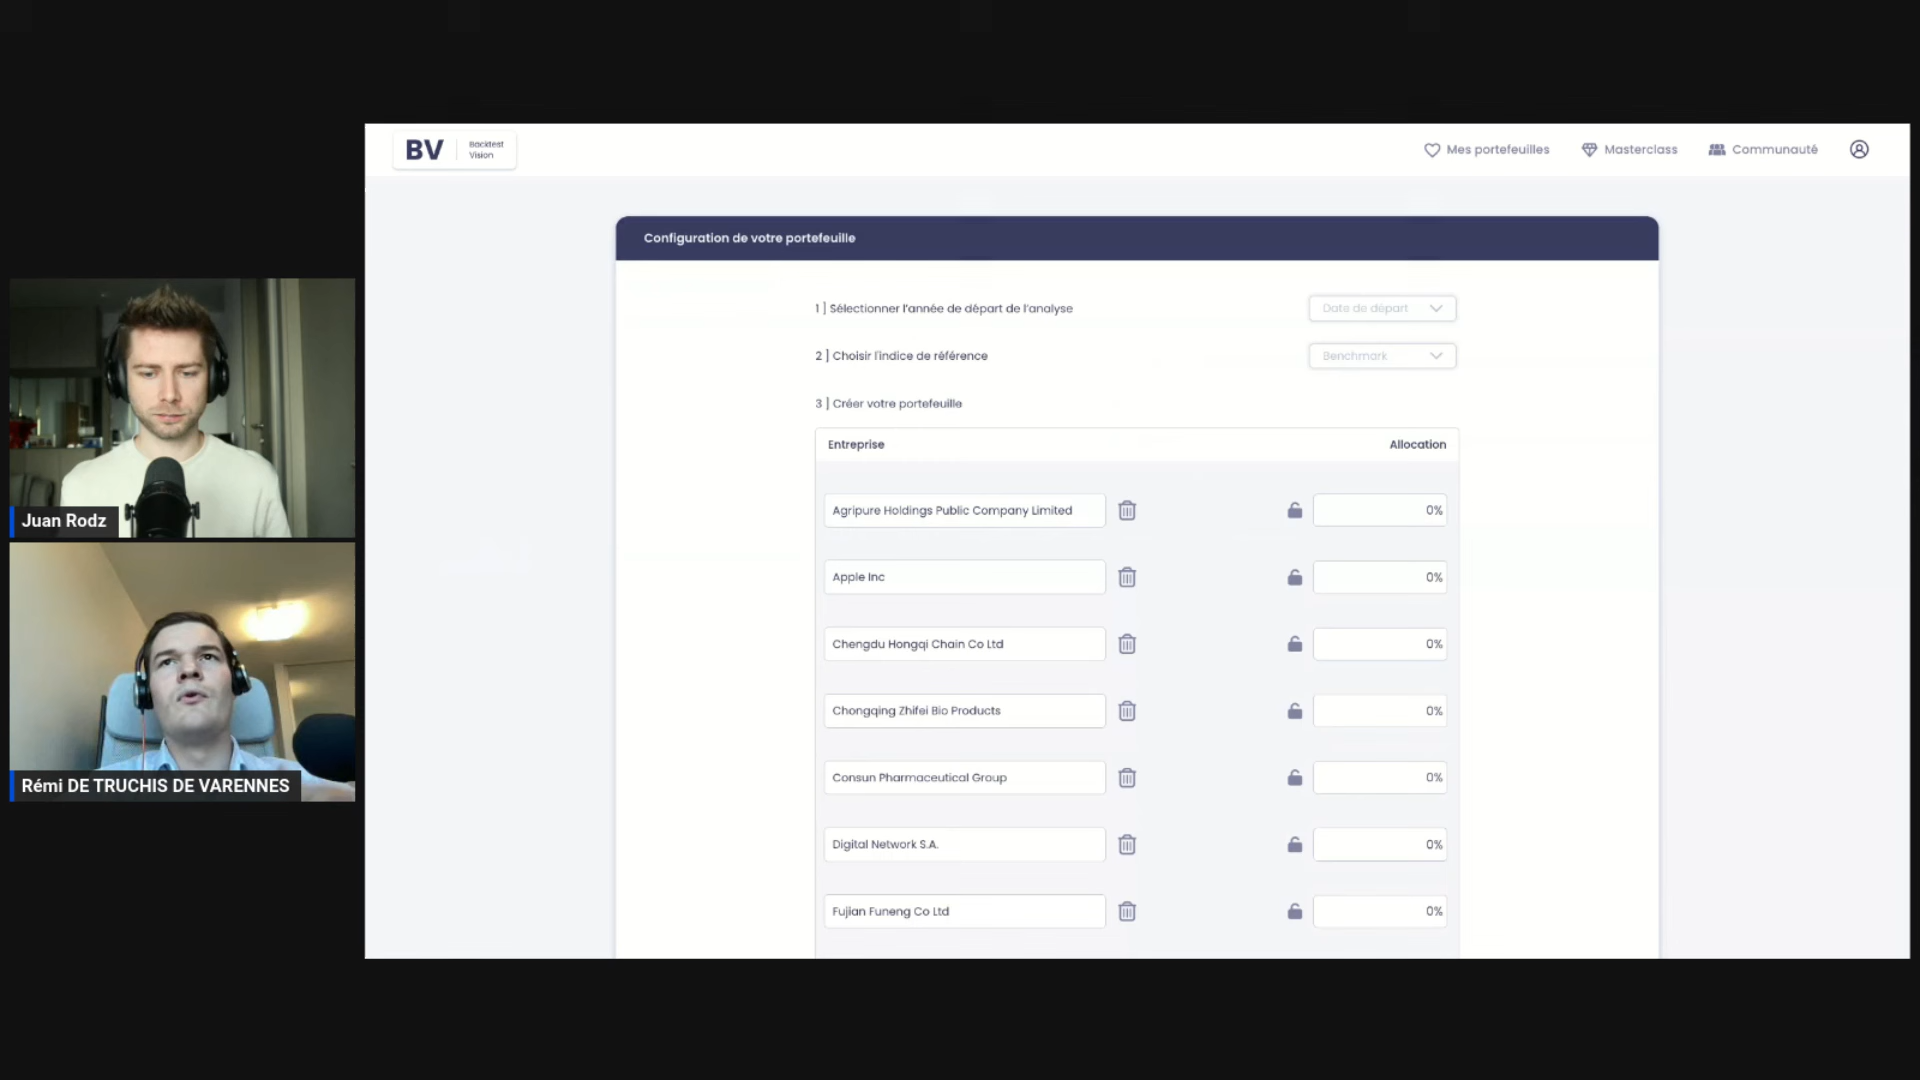 BV
Backtest
Vision
Mes portefeuilles
Masterclass
Communauté
Configuration de votre portefeuille
1 ] Sélectionner l'année de départ de l'analyse
Date de départ
2 ] Choisir l'indice de référence
Benchmark
3 ] Créer votre portefeuille
Entreprise
Allocation
Agripure Holdings Public Company Limited
0%
Apple Inc
0%
Chengdu Hongqi Chain Co Ltd
0%
Chongqing Zhifei Bio Products
0%
Consun Pharmaceutical Group
0%
Digital Network S.A.
0%
Fujian Funeng Co Ltd
0%
Juan Rodz
Rémi DE TRUCHIS DE VARENNES